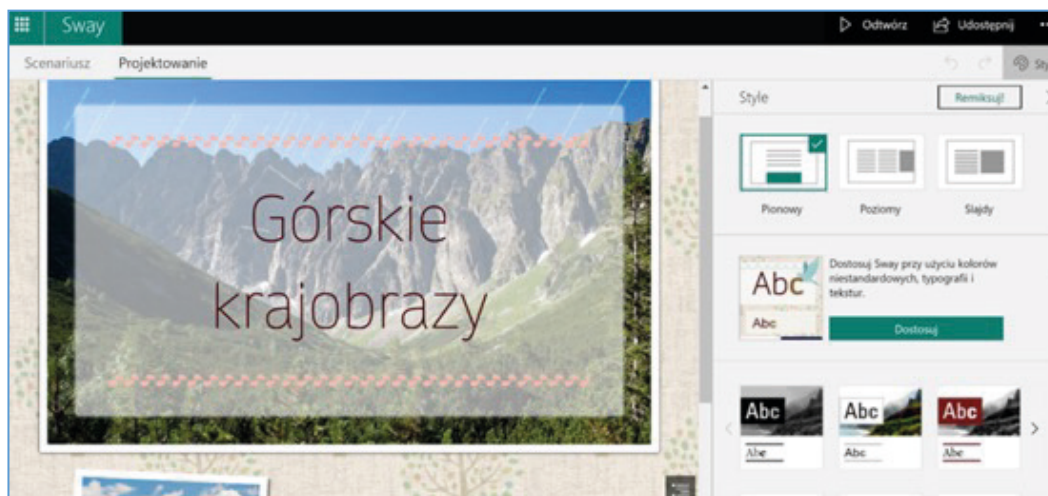 Sway
Odtwórz
Udostępnij
Scenariusz
Projektowanie
Górskie
krajobrazy
Style
Remiksuj!
Pionowy
Poziomy
Slajdy
Abc
Abc
Dostosuj Sway przy użyciu kolorów
niestandardowych, typografii i
tekstur.
Dostosuj
Abc
Abc
Abc
Abc
Abc
Abc